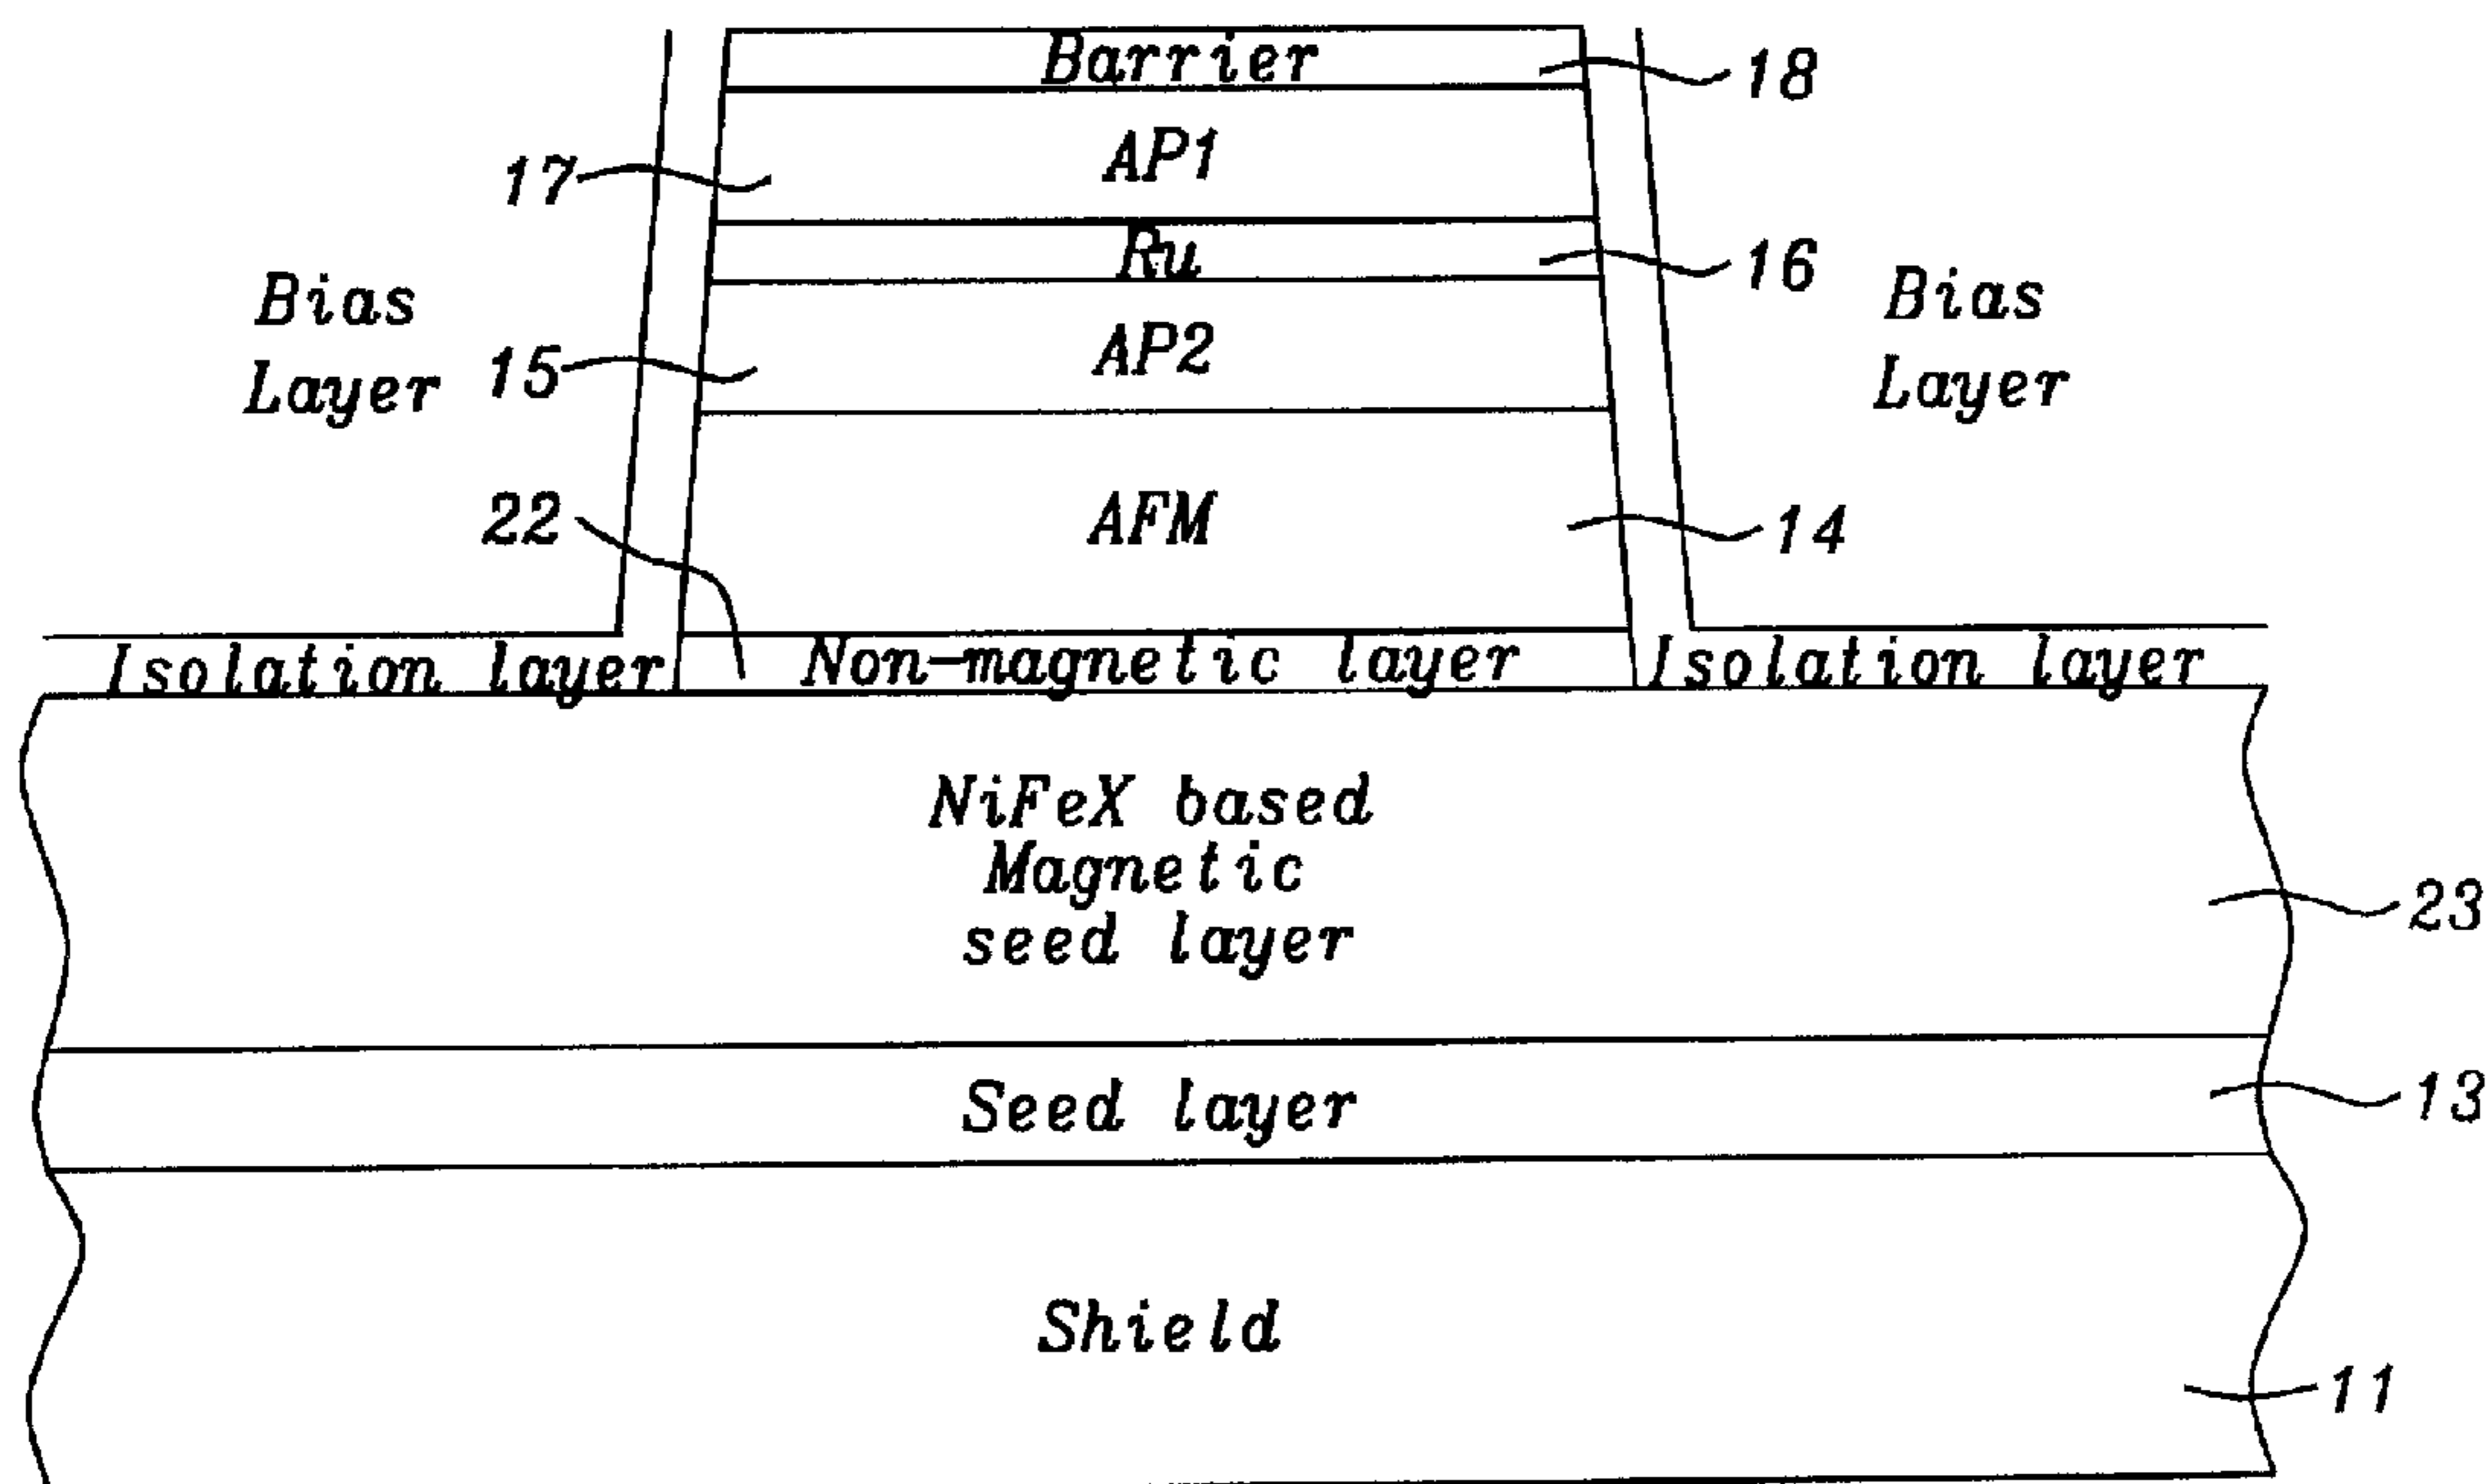 Barrier
18
AP1
17
Ru
16
Bias
Layer
Bias
Layer
AP2
15
AFM
22
14
Isolation layer
Non-magnetic layer
Isolation layer
NiFeX based
Magnetic
seed layer
23
Seed layer
13
Shield
11